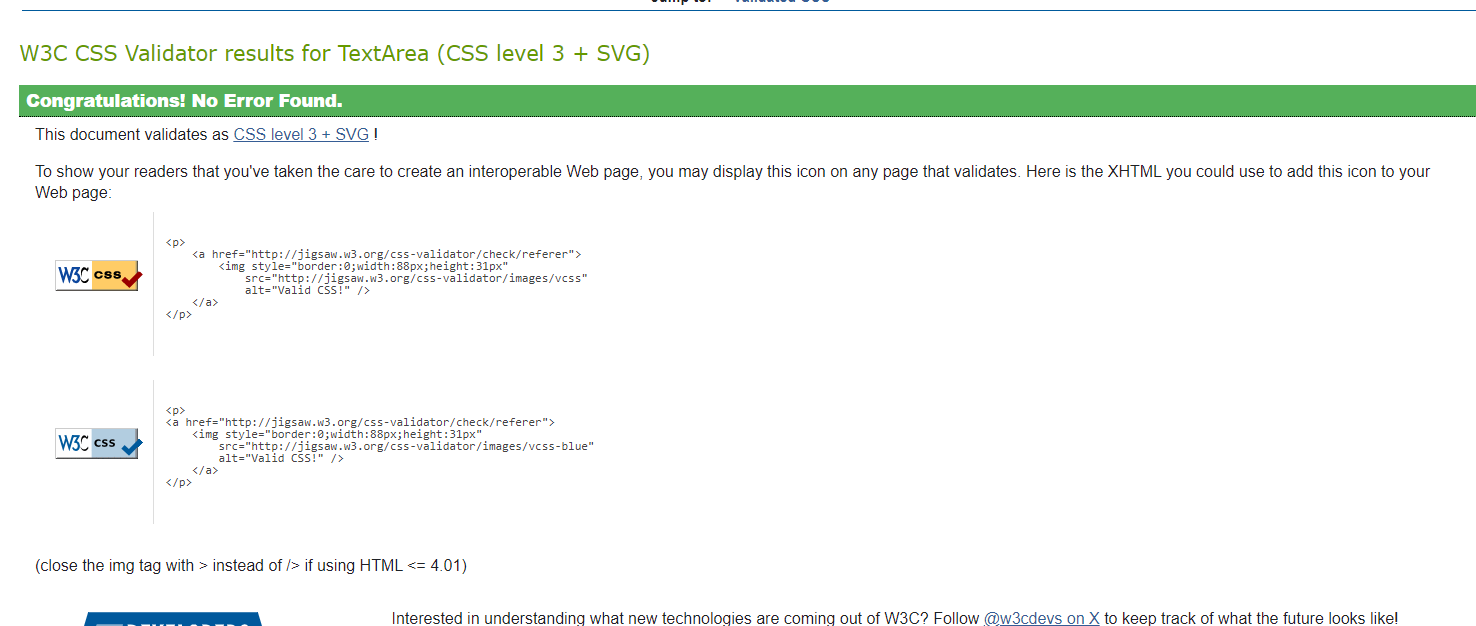 Jump to: Validated CSS
W3C CSS Validator results for TextArea (CSS level 3 + SVG)
Congratulations! No Error Found.
This document validates as CSS level 3 + SVG !
To show your readers that you've taken the care to create an interoperable Web page, you may display this icon on any page that validates. Here is the XHTML you could use to add this icon to your
Web page:
W3C css
<p>
<a href="http://jigsaw.w3.org/css-validator/check/referer">
<img style="border:0;width:88px;height:31px"
src="http://jigsaw.w3.org/css-validator/images/vcss"
alt="Valid CSS!" />
</a>
</p>
W3C css
<p>
<a href="http://jigsaw.w3.org/css-validator/check/referer">
<img style="border:0;width:88px;height:31px"
src="http://jigsaw.w3.org/css-validator/images/vcss-blue"
alt="Valid CSS!" />
</a>
</p>
(close the img tag with > instead of /> if using HTML <= 4.01)
DEVELOPERS
Interested in understanding what new technologies are coming out of W3C? Follow @w3cdevs on X to keep track of what the future looks like!